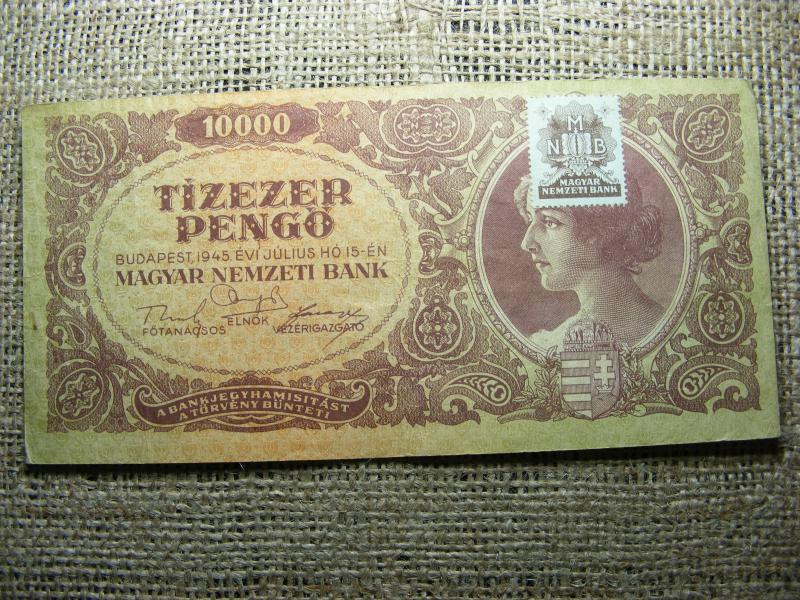 10000
TÍZEZER
PENGŐ
BUDAPEST, 1945. ÉVI JÚLIUS HÓ 15-ÉN
MAGYAR NEMZETI BANK
FŐTANÁCSOS
ELNÖK
VEZÉRIGAZGATÓ
A BANKJEGYHAMISÍTÁST
A TÖRVÉNY BÜNTETI
M
N B
MAGYAR
NEMZETI BANK